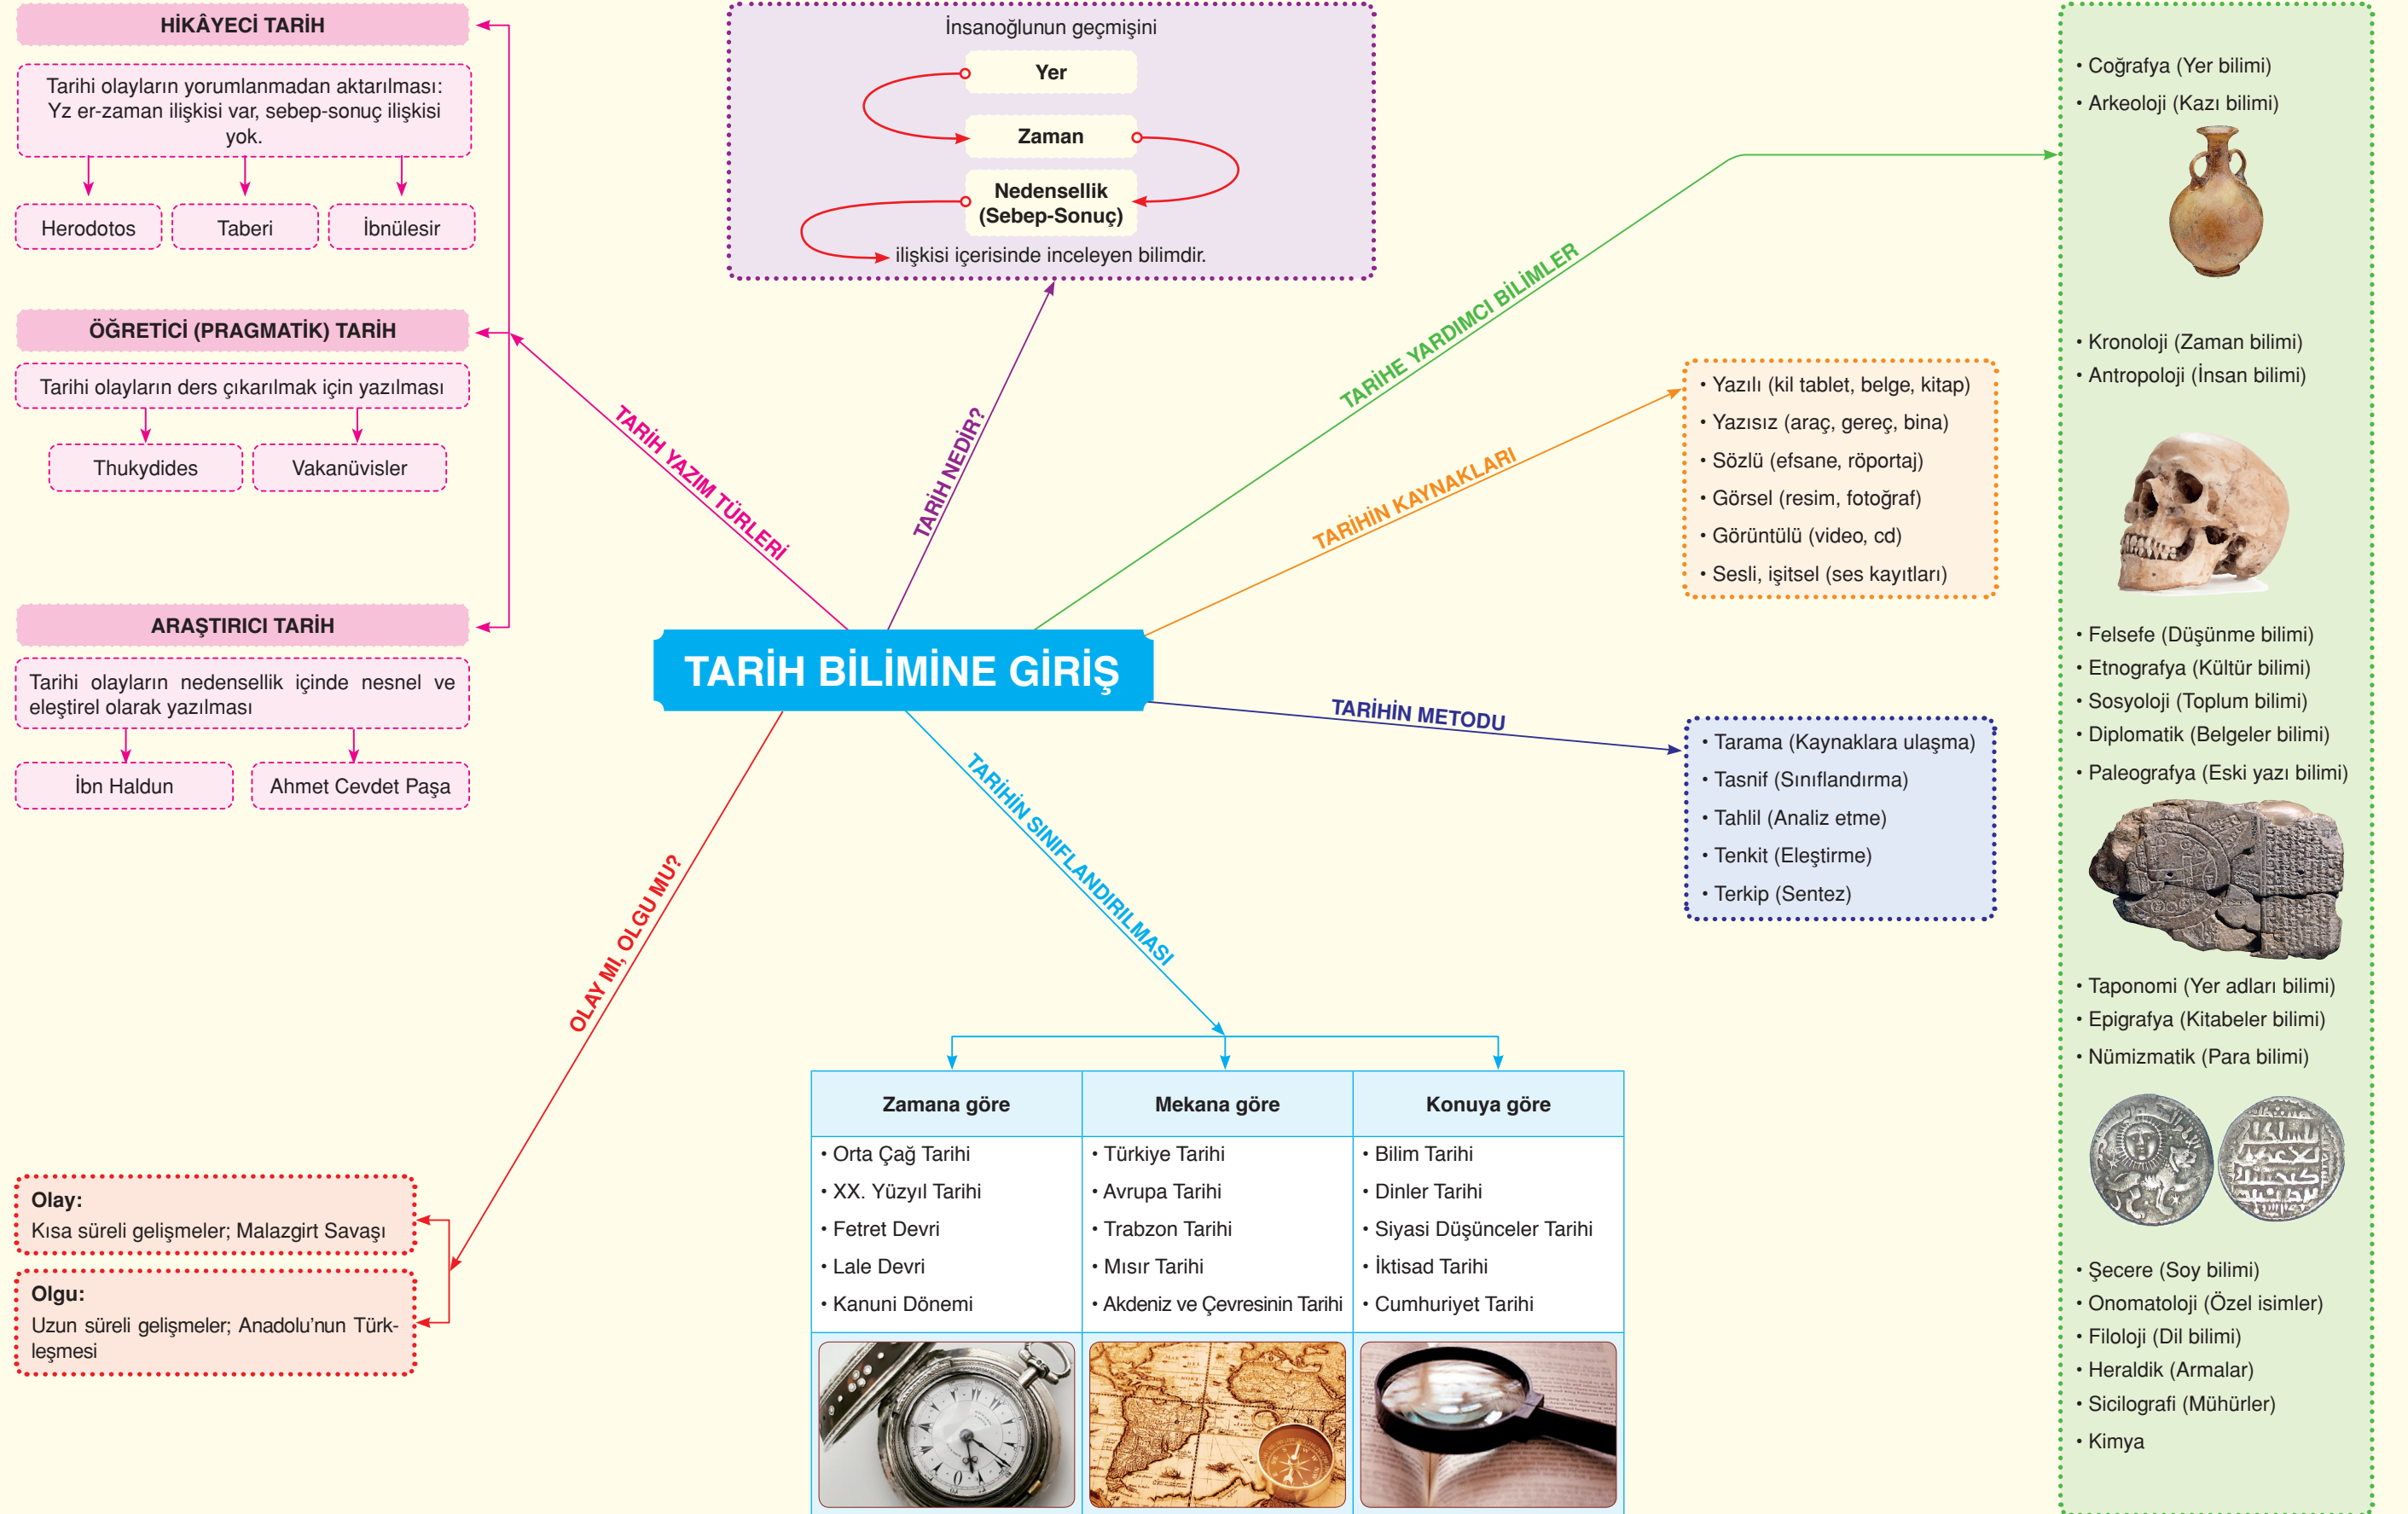 HİKÂYECİ TARİH
Tarihi olayların yorumlanmadan aktarılması:
Yz er-zaman ilişkisi var, sebep-sonuç ilişkisi
yok.
Herodotos
Taberi
İbnülesir
ÖĞRETİCİ (PRAGMATİK) TARİH
Tarihi olayların ders çıkarılmak için yazılması
Thukydides
Vakanüvisler
ARAŞTIRICI TARİH
Tarihi olayların nedensellik içinde nesnel ve
eleştirel olarak yazılması
İbn Haldun
Ahmet Cevdet Paşa
TARİH YAZIM TÜRLERİ
İnsanoğlunun geçmişini
Yer
Zaman
Nedensellik
(Sebep-Sonuç)
ilişkisi içerisinde inceleyen bilimdir.
TARİH NEDİR?
TARİHE YARDIMCI BİLİMLER
• Coğrafya (Yer bilimi)
• Arkeoloji (Kazı bilimi)
• Kronoloji (Zaman bilimi)
• Antropoloji (İnsan bilimi)
• Felsefe (Düşünme bilimi)
• Etnografya (Kültür bilimi)
• Sosyoloji (Toplum bilimi)
• Diplomatik (Belgeler bilimi)
• Paleografya (Eski yazı bilimi)
• Taponomi (Yer adları bilimi)
• Epigrafya (Kitabeler bilimi)
• Nümizmatik (Para bilimi)
• Şecere (Soy bilimi)
• Onomatoloji (Özel isimler)
• Filoloji (Dil bilimi)
• Heraldik (Armalar)
• Sicilografi (Mühürler)
• Kimya
TARİHİN KAYNAKLARI
• Yazılı (kil tablet, belge, kitap)
• Yazısız (araç, gereç, bina)
• Sözlü (efsane, röportaj)
• Görsel (resim, fotoğraf)
• Görüntülü (video, cd)
• Sesli, işitsel (ses kayıtları)
TARİH BİLİMİNE GİRİŞ
TARİHİN METODU
• Tarama (Kaynaklara ulaşma)
• Tasnif (Sınıflandırma)
• Tahlil (Analiz etme)
• Tenkit (Eleştirme)
• Terkip (Sentez)
TARİHİN SINIFLANDIRILMASI
Zamana göre
• Orta Çağ Tarihi
• XX. Yüzyıl Tarihi
• Fetret Devri
• Lale Devri
• Kanuni Dönemi
Mekana göre
• Türkiye Tarihi
• Avrupa Tarihi
• Trabzon Tarihi
• Mısır Tarihi
• Akdeniz ve Çevresinin Tarihi
Konuya göre
• Bilim Tarihi
• Dinler Tarihi
• Siyasi Düşünceler Tarihi
• İktisad Tarihi
• Cumhuriyet Tarihi
OLAY MI, OLGU MU?
Olay:
Kısa süreli gelişmeler; Malazgirt Savaşı
Olgu:
Uzun süreli gelişmeler; Anadolu’nun Türk-
leşmesi